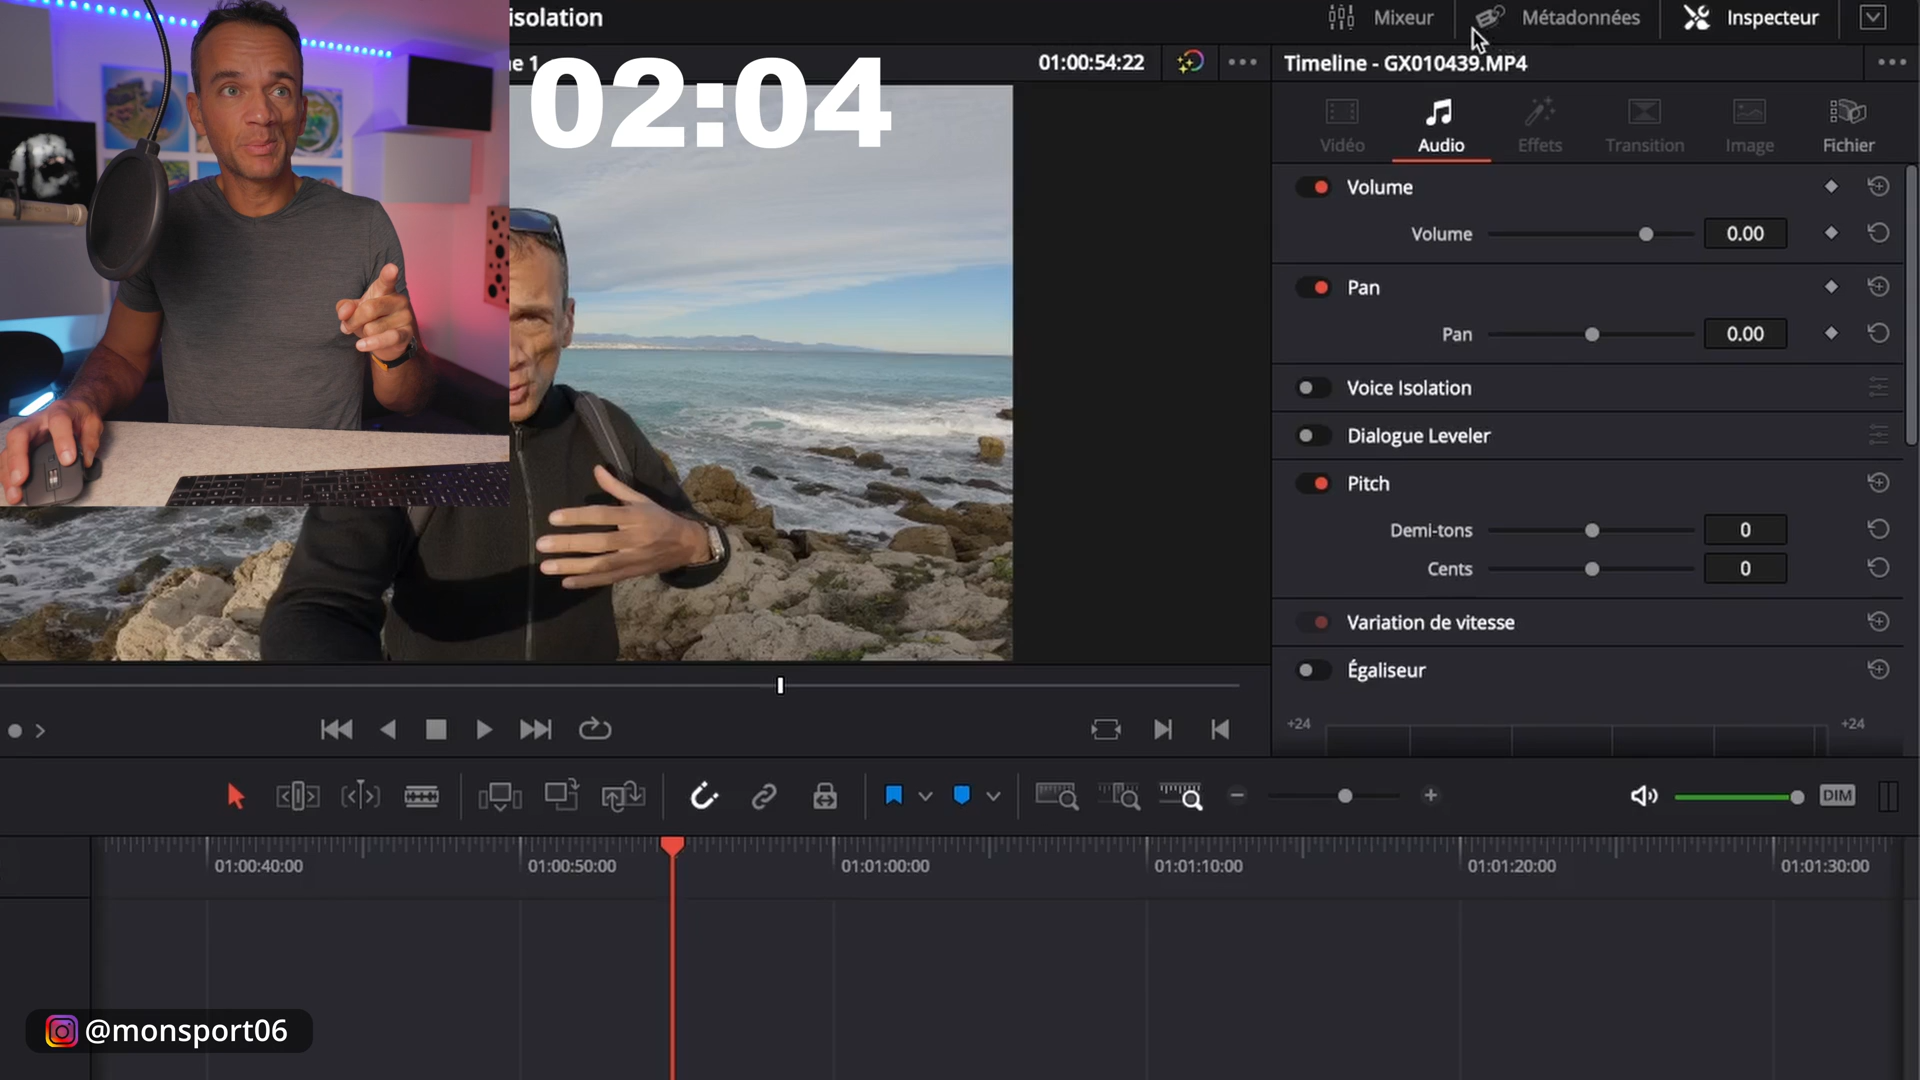 isolation
Mixeur
Métadonnées
Inspecteur
e 1
01:00:54:22
Timeline - GX010439.MP4
02:04
Vidéo
Audio
Effets
Transition
Image
Fichier
Volume
Volume 0.00
Pan
Pan 0.00
Voice Isolation
Dialogue Leveler
Pitch
Demi-tons 0
Cents 0
Variation de vitesse
Égaliseur
+24 +24
DIM
01:00:40:00
01:00:50:00
01:01:00:00
01:01:10:00
01:01:20:00
01:01:30:00
@monsport06